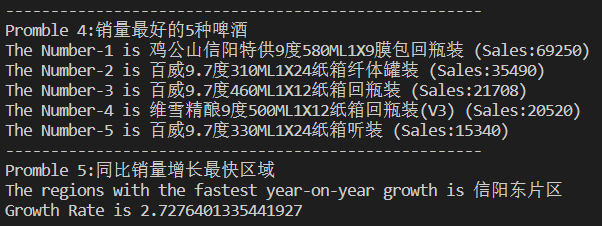 --------------------------------------------------
Promble 4:销量最好的5种啤酒
The Number-1 is 鸡公山信阳特供9度580ML1X9膜包回瓶装 (Sales:69250)
The Number-2 is 百威9.7度310ML1X24纸箱纤体罐装 (Sales:35490)
The Number-3 is 百威9.7度460ML1X12纸箱回瓶装 (Sales:21708)
The Number-4 is 维雪精酿9度500ML1X12纸箱回瓶装(V3) (Sales:20520)
The Number-5 is 百威9.7度330ML1X24纸箱听装 (Sales:15340)
--------------------------------------------------
Promble 5:同比销量增长最快区域
The regions with the fastest year-on-year growth is 信阳东片区
Growth Rate is 2.7276401335441927